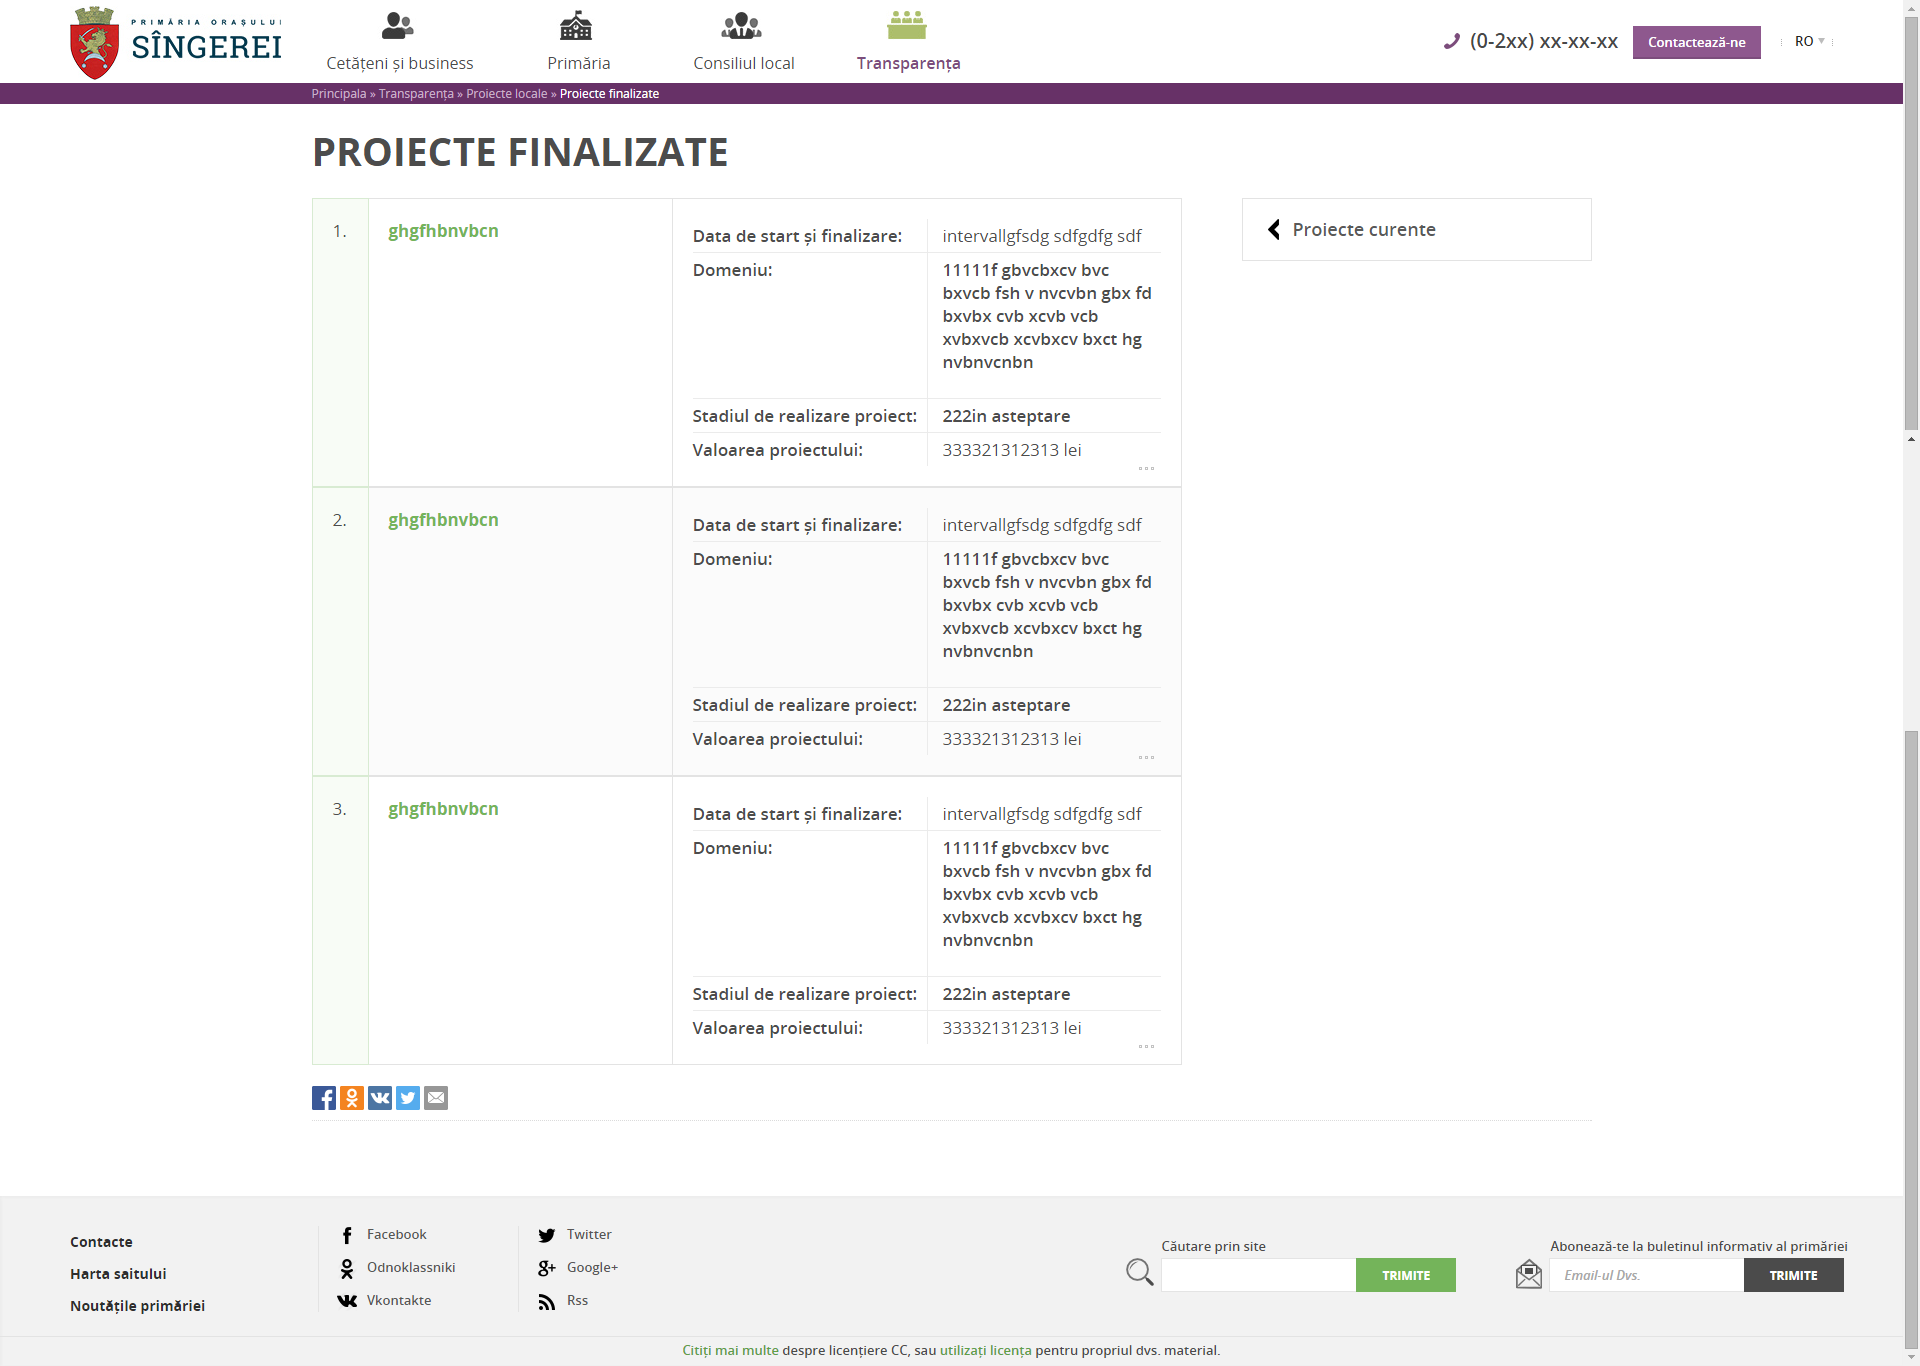 PRIMĂRIA ORAȘULUI
SÎNGEREI
Cetățeni și business
Primăria
Consiliul local
Transparența
(0-2xx) xx-xx-xx
Contactează-ne
RO
Principala » Transparența » Proiecte locale » Proiecte finalizate
PROIECTE FINALIZATE
1.
ghgfhbnvbcn
Data de start și finalizare:
intervallgfsdg sdfgdfg sdf
Domeniu:
11111f gbvcbxcv bvc
bxvcb fsh v nvcvbn gbx fd
bxvbx cvb xcvb vcb
xvbxvcb xcvbxcv bxct hg
nvbnvcnbn
Stadiul de realizare proiect:
222in asteptare
Valoarea proiectului:
333321312313 lei
Proiecte curente
2.
ghgfhbnvbcn
Data de start și finalizare:
intervallgfsdg sdfgdfg sdf
Domeniu:
11111f gbvcbxcv bvc
bxvcb fsh v nvcvbn gbx fd
bxvbx cvb xcvb vcb
xvbxvcb xcvbxcv bxct hg
nvbnvcnbn
Stadiul de realizare proiect:
222in asteptare
Valoarea proiectului:
333321312313 lei
3.
ghgfhbnvbcn
Data de start și finalizare:
intervallgfsdg sdfgdfg sdf
Domeniu:
11111f gbvcbxcv bvc
bxvcb fsh v nvcvbn gbx fd
bxvbx cvb xcvb vcb
xvbxvcb xcvbxcv bxct hg
nvbnvcnbn
Stadiul de realizare proiect:
222in asteptare
Valoarea proiectului:
333321312313 lei
Contacte
Harta saitului
Noutățile primăriei
Facebook
Odnoklassniki
Vkontakte
Twitter
Google+
Rss
Căutare prin site
TRIMITE
Abonează-te la buletinul informativ al primăriei
Email-ul Dvs.
TRIMITE
Citiți mai multe despre licențiere CC, sau utilizați licența pentru propriul dvs. material.